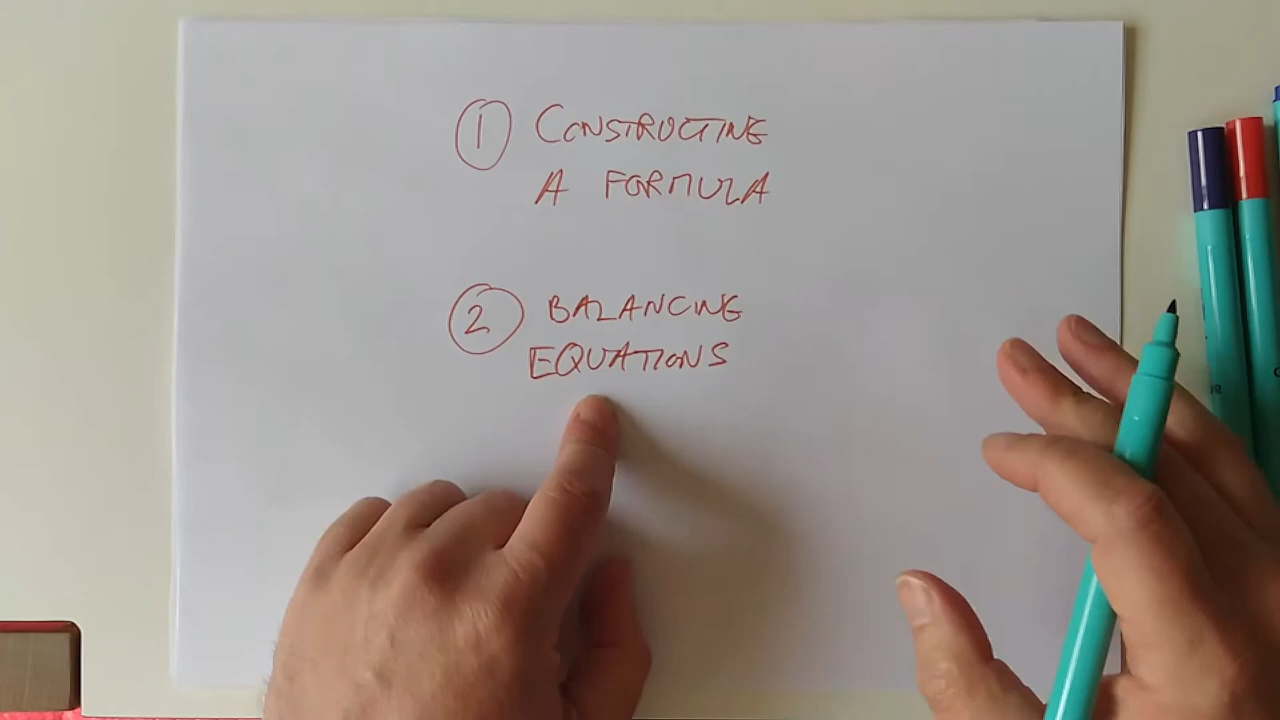 ① CONSTRUCTING
A FORMULA
② BALANCING
EQUATIONS